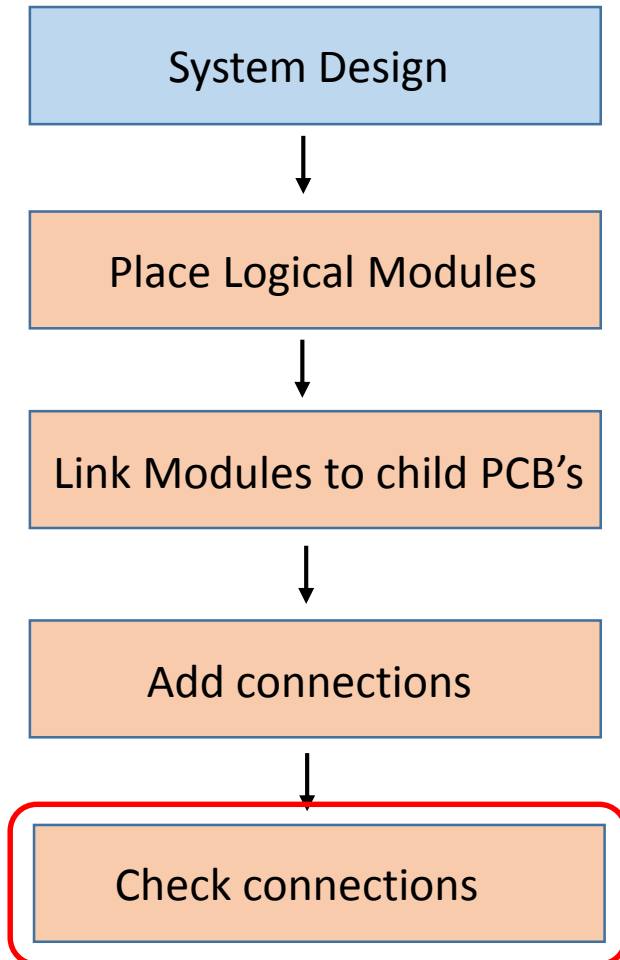 System Design
Place Logical Modules
Link Modules to child PCB’s
Add connections
Check connections